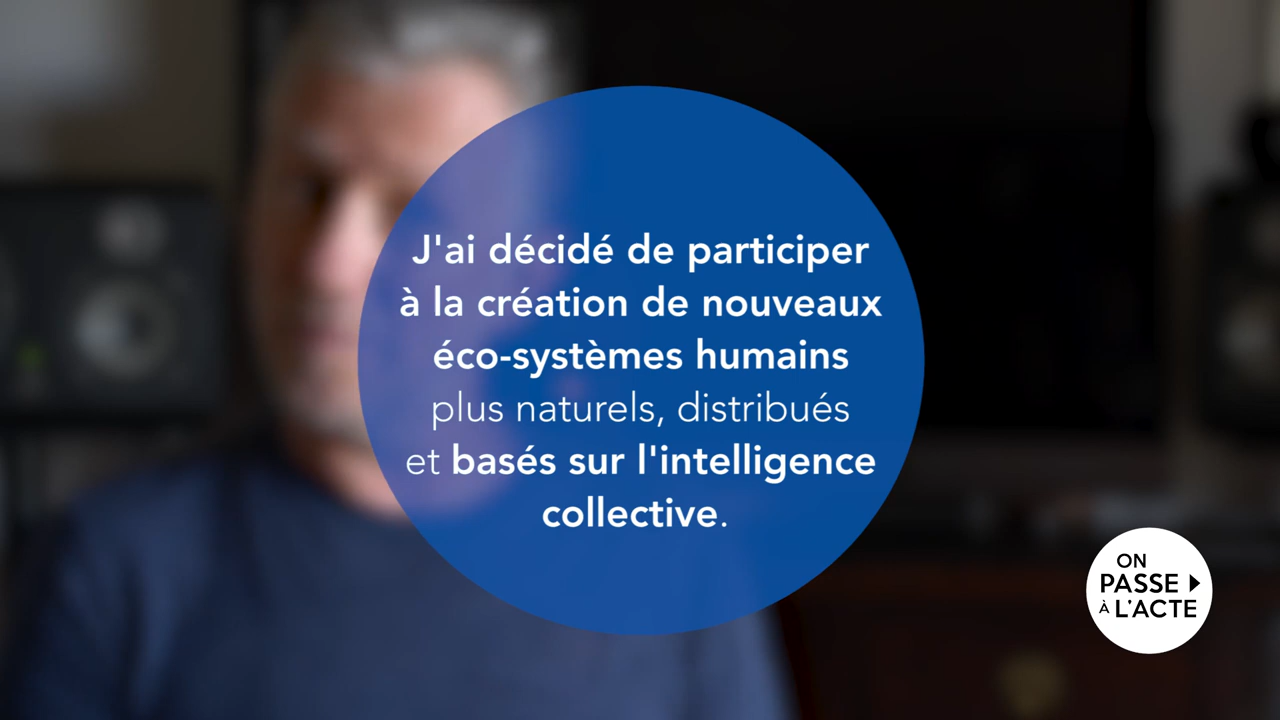 J'ai décidé de participer
à la création de nouveaux
éco-systèmes humains
plus naturels, distribués
et basés sur l'intelligence
collective.
ON
PASSE
À L'ACTE